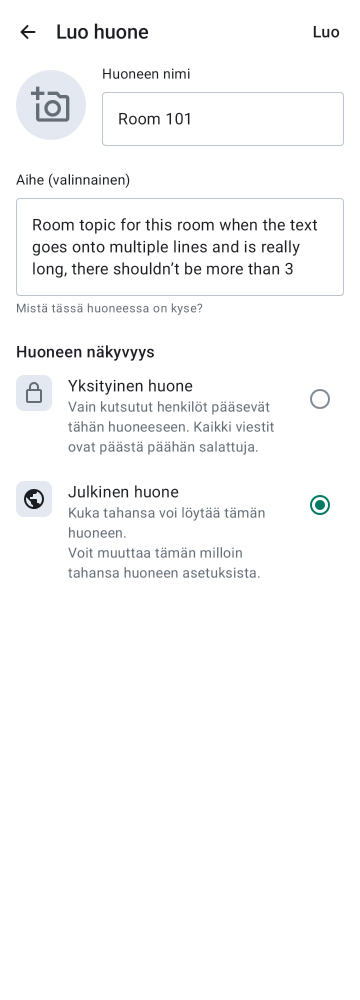 Luo huone
Luo
Huoneen nimi
Room 101
Aihe (valinnainen)
Room topic for this room when the text
goes onto multiple lines and is really
long, there shouldn’t be more than 3
Mistä tässä huoneessa on kyse?
Huoneen näkyvyys
Yksityinen huone
Vain kutsutut henkilöt pääsevät
tähän huoneeseen. Kaikki viestit
ovat päästä päähän salattuja.
Julkinen huone
Kuka tahansa voi löytää tämän
huoneen.
Voit muuttaa tämän milloin
tahansa huoneen asetuksista.